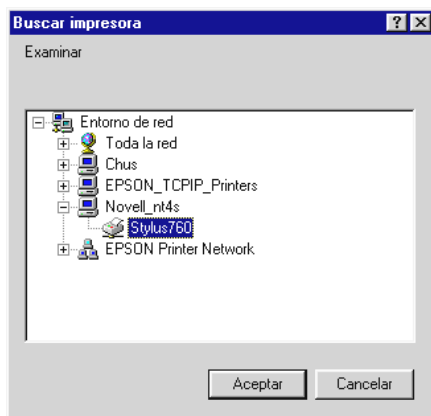 Buscar impresora
Examinar
Entorno de red
Toda la red
Chus
EPSON_TCPIP_Printers
Novell_nt4s
Stylus760
EPSON Printer Network
Aceptar Cancelar